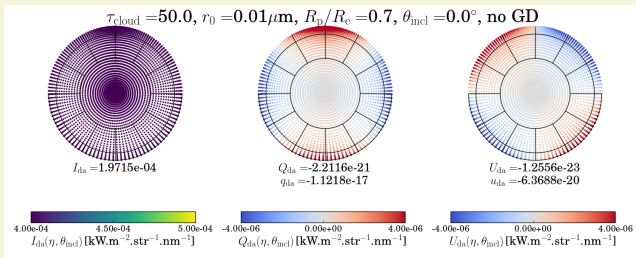 τcloud =50.0, r0 =0.01μm, Rp/Re =0.7, θincl =0.0°, no GD
Ida =1.9715e-04
Qda =-2.2116e-21
qda =-1.1218e-17
Uda =-1.2556e-23
uda =-6.3688e-20
4.00e-04 4.50e-04 5.00e-04
Ida(η, θincl) [kW.m−2.str−1.nm−1]
-4.00e-06 0.00e+00 4.00e-06
Qda(η, θincl) [kW.m−2.str−1.nm−1]
-4.00e-06 0.00e+00 4.00e-06
Uda(η, θincl) [kW.m−2.str−1.nm−1]